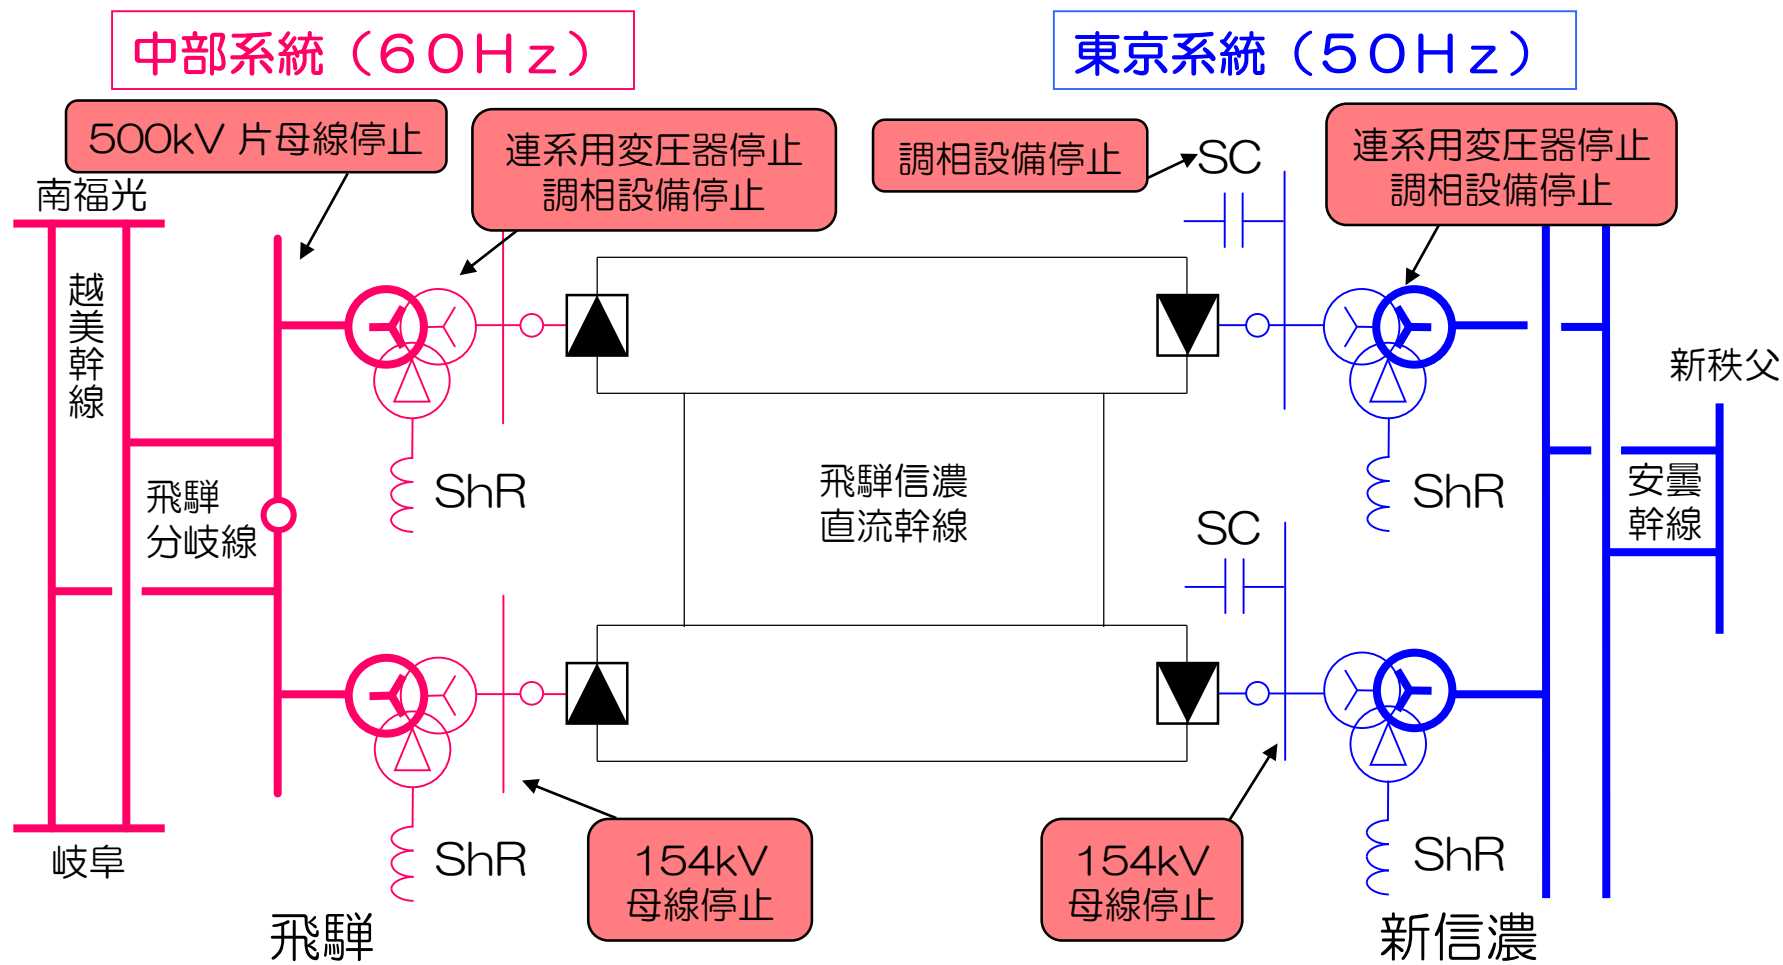 中部系統（６０Ｈｚ）
東京系統（５０Ｈｚ）
500kV 片母線停止
連系用変圧器停止
調相設備停止
調相設備停止
SC
連系用変圧器停止
調相設備停止
南福光
越美幹線
新秩父
飛騨
分岐線
ShR
飛騨信濃
直流幹線
ShR
安曇
幹線
SC
岐阜
ShR
154kV
母線停止
154kV
母線停止
ShR
飛騨
新信濃